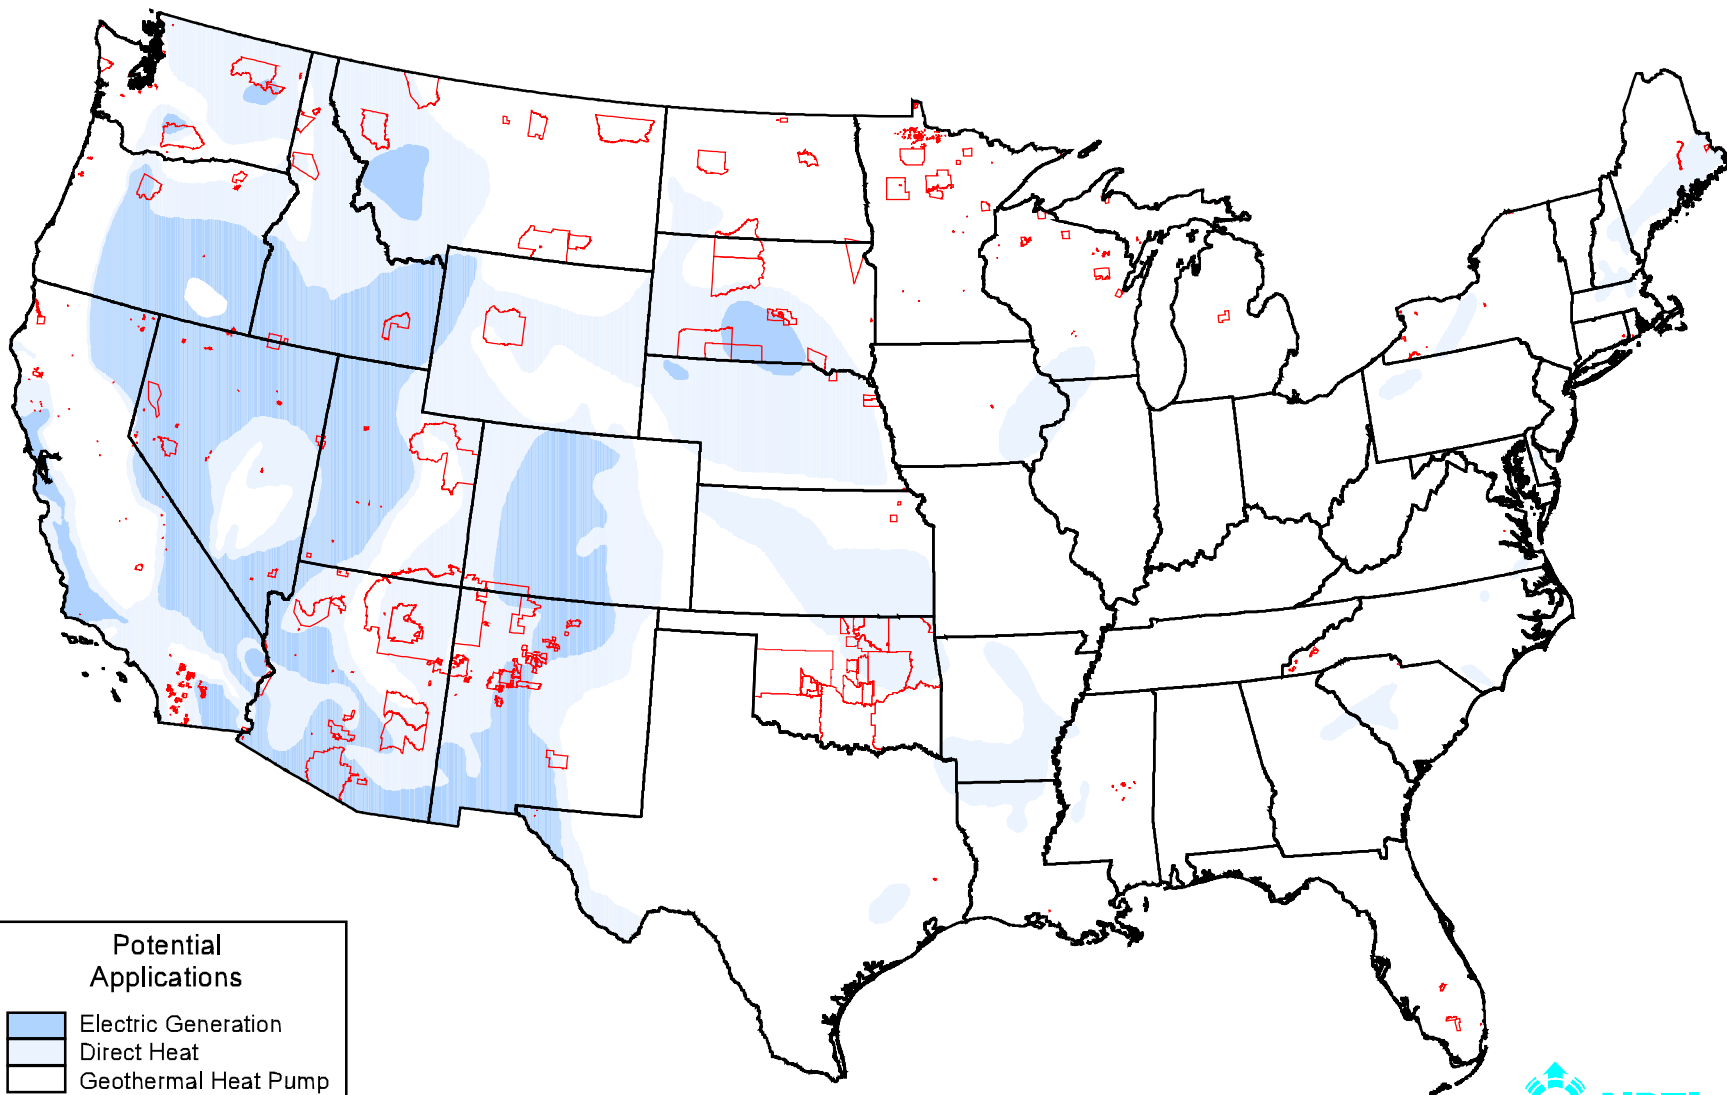 Potential
Applications
Electric Generation
Direct Heat
Geothermal Heat Pump